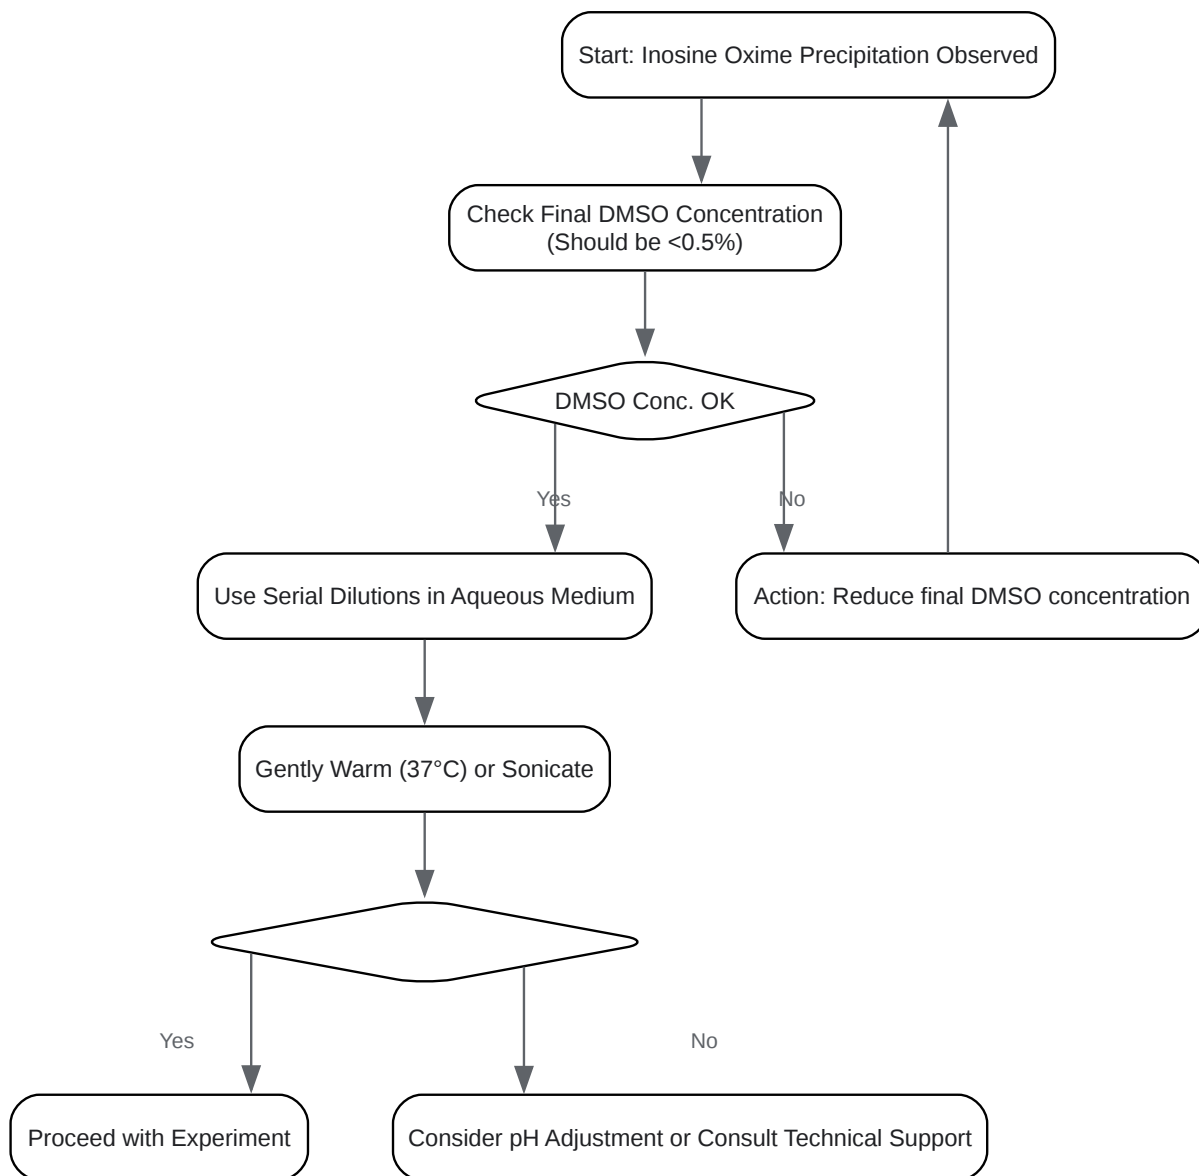 Start: Inosine Oxime Precipitation Observed
Check Final DMSO Concentration
(Should be <0.5%)
DMSO Conc. OK
Yes
No
Use Serial Dilutions in Aqueous Medium
Action: Reduce final DMSO concentration
Gently Warm (37°C) or Sonicate
Yes
No
Proceed with Experiment
Consider pH Adjustment or Consult Technical Support